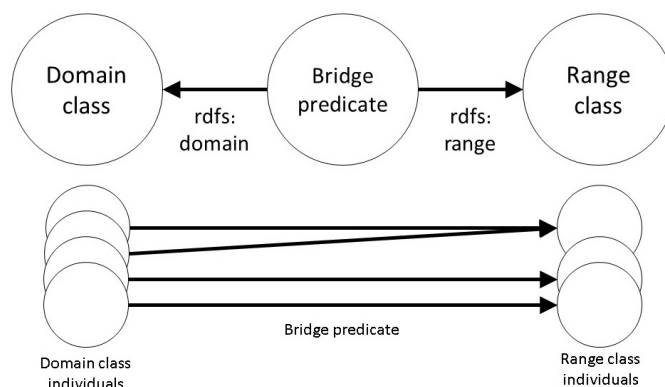 Domain
class
Bridge
predicate
Range
class
rdfs:
domain
rdfs:
range
Bridge predicate
Domain class
individuals
Range class
individuals